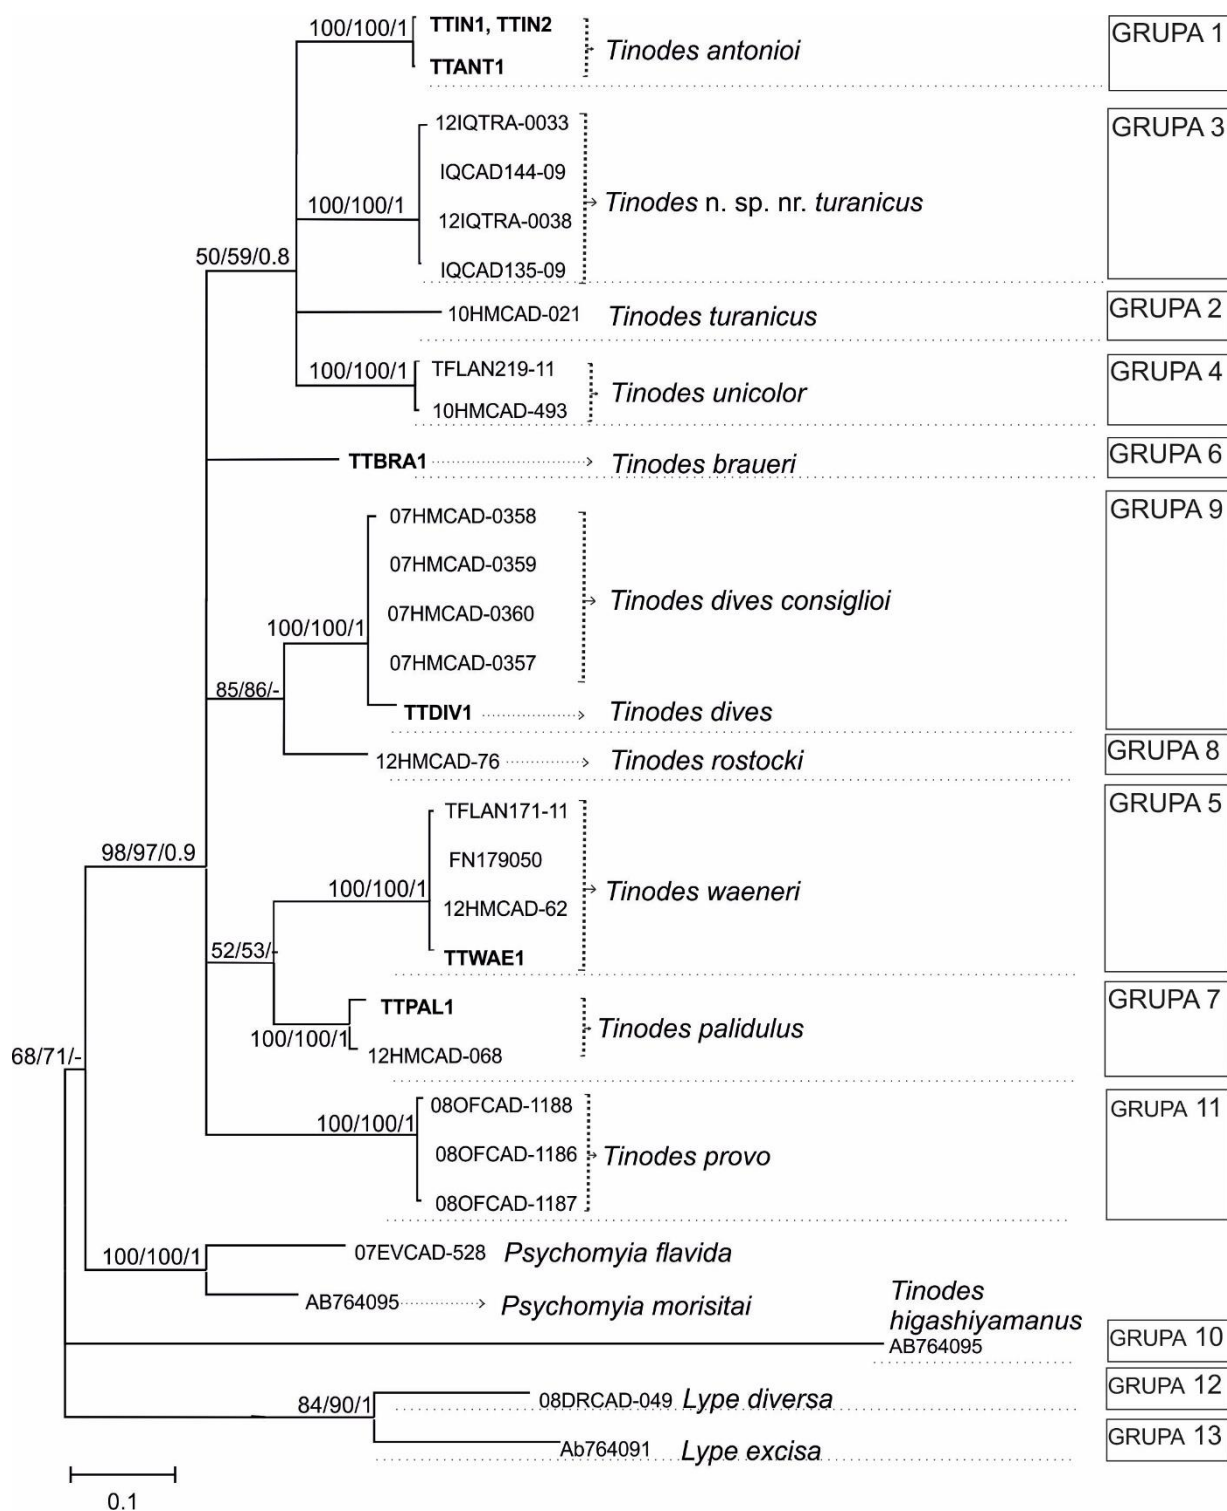 100/100/1
TTIN1, TTIN2
TTANT1
Tinodes antonioi
GRUPA 1
100/100/1
12IQTRA-0033
IQCAD144-09
12IQTRA-0038
IQCAD135-09
Tinodes n. sp. nr. turanicus
GRUPA 3
50/59/0.8
10HMCAD-021
Tinodes turanicus
GRUPA 2
100/100/1
TFLAN219-11
10HMCAD-493
Tinodes unicolor
GRUPA 4
TTBRA1
Tinodes braueri
GRUPA 6
07HMCAD-0358
07HMCAD-0359
07HMCAD-0360
07HMCAD-0357
Tinodes dives consiglioi
GRUPA 9
100/100/1
85/86/-
TTDIV1
Tinodes dives
12HMCAD-76
Tinodes rostocki
GRUPA 8
98/97/0.9
100/100/1
TFLAN171-11
FN179050
12HMCAD-62
TTWAE1
Tinodes waeneri
GRUPA 5
52/53/-
TTPAL1
100/100/1
12HMCAD-068
Tinodes palidulus
GRUPA 7
68/71/-
100/100/1
08OFCAD-1188
08OFCAD-1186
08OFCAD-1187
Tinodes provo
GRUPA 11
100/100/1
07EVCAD-528
Psychomyia flavida
AB764095
Psychomyia morisitai
Tinodes
higashiyamanus
AB764095
GRUPA 10
84/90/1
08DRCAD-049
Lype diversa
GRUPA 12
Ab764091
Lype excisa
GRUPA 13
0.1